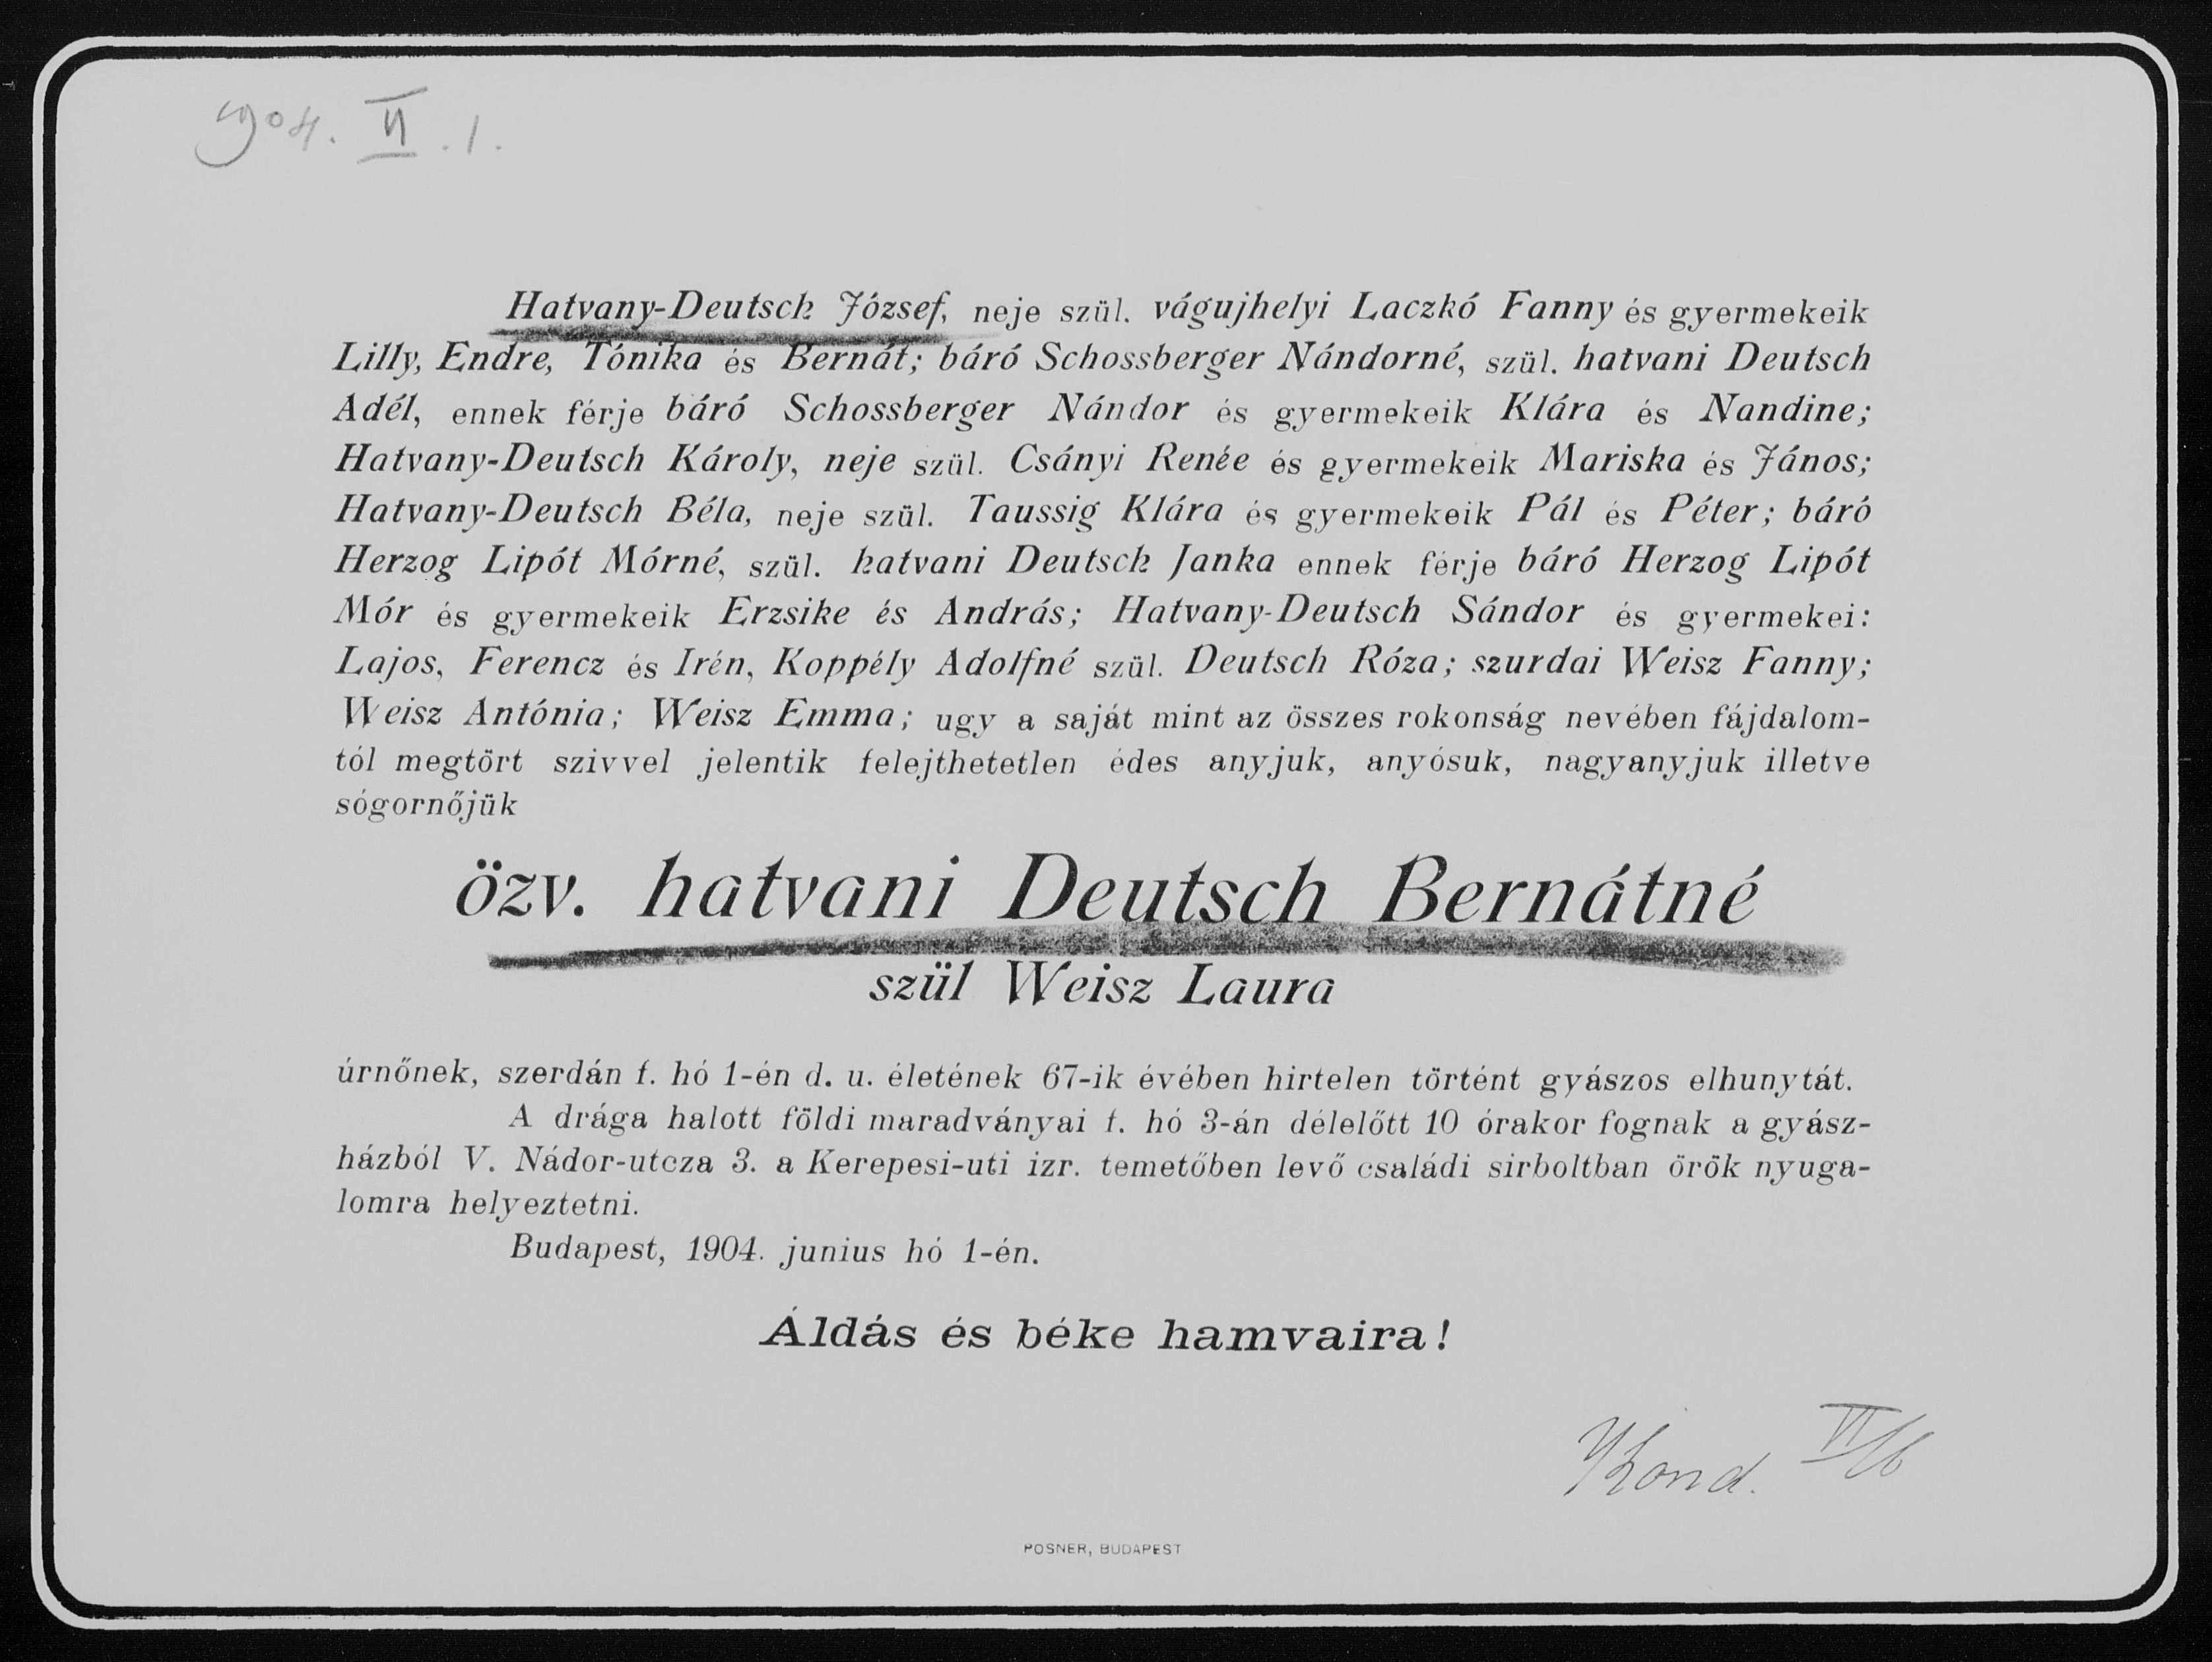 904. VI. 1.
Hatvany-Deutsch József, neje szül. vágujhelyi Laczkó Fanny és gyermekeik
Lilly, Endre, Tónika és Bernát; báró Schossberger Nándorné, szül. hatvani Deutsch
Adél, ennek férje báró Schossberger Nándor és gyermekeik Klára és Nandine;
Hatvany-Deutsch Károly, neje szül. Csányi Renée és gyermekeik Mariska és János;
Hatvany-Deutsch Béla, neje szül. Taussig Klára és gyermekeik Pál és Péter; báró
Herzog Lipót Mórné, szül. hatvani Deutsch Janka ennek férje báró Herzog Lipót
Mór és gyermekeik Erzsike és András; Hatvany-Deutsch Sándor és gyermekei:
Lajos, Ferencz és Irén, Koppély Adolfné szül. Deutsch Róza; szurdai Weisz Fanny;
Weisz Antónia; Weisz Emma; ugy a saját mint az összes rokonság nevében fájdalom-
tól megtört szivvel jelentik felejthetetlen édes anyjuk, anyósuk, nagyanyjuk illetve
sógornőjük
özv. hatvani Deutsch Bernátné
szül Weisz Laura
úrnőnek, szerdán f. hó 1-én d. u. életének 67-ik évében hirtelen történt gyászos elhunytát.
A drága halott földi maradványai f. hó 3-án délelőtt 10 órakor fognak a gyász-
házból V. Nádor-utcza 3. a Kerepesi-uti izr. temetőben levő családi sirboltban örök nyuga-
lomra helyeztetni.
Budapest, 1904. junius hó 1-én.
Áldás és béke hamvaira!
POSNER, BUDAPEST